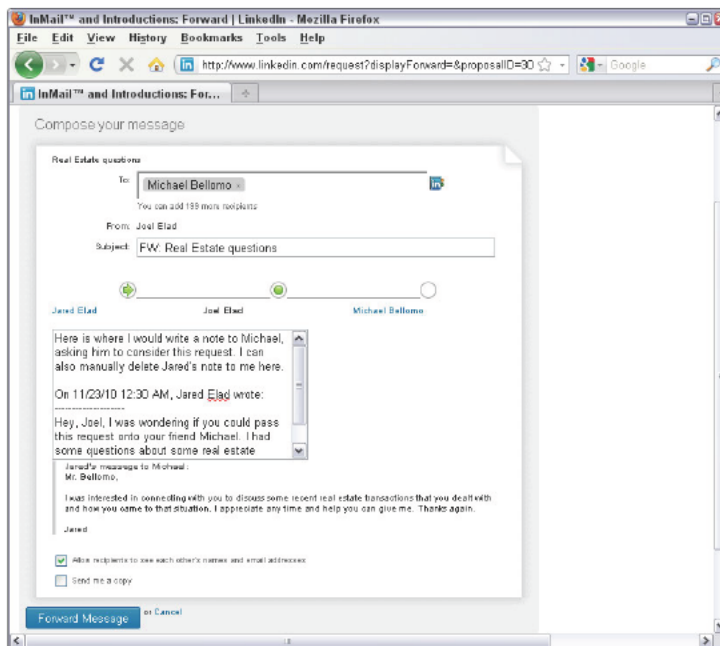 InMail™ and Introductions: Forward | LinkedIn - Mozilla Firefox
File Edit View History Bookmarks Tools Help
http://www.linkedin.com/request?displayForward=&proposalID=30
Google
InMail™ and Introductions: For...
Compose your message
Real Estate questions
To: Michael Bellomo
You can add 199 more recipients
From: Joel Elad
Subject: FW: Real Estate questions
Jared Elad Joel Elad Michael Bellomo
Here is where I would write a note to Michael,
asking him to consider this request. I can
also manually delete Jared's note to me here.
On 11/23/10 12:30 AM, Jared Elad wrote:
--------------------
Hey, Joel, I was wondering if you could pass
this request onto your friend Michael. I had
some questions about some real estate
Jared's message to Michael:
Mr. Bellomo,
I was interested in connecting with you to discuss some recent real estate transactions that you dealt with
and how you came to that situation. I appreciate any time and help you can give me. Thanks again.
Jared
Allow recipients to see each other's names and email addresses
Send me a copy
Forward Message or Cancel